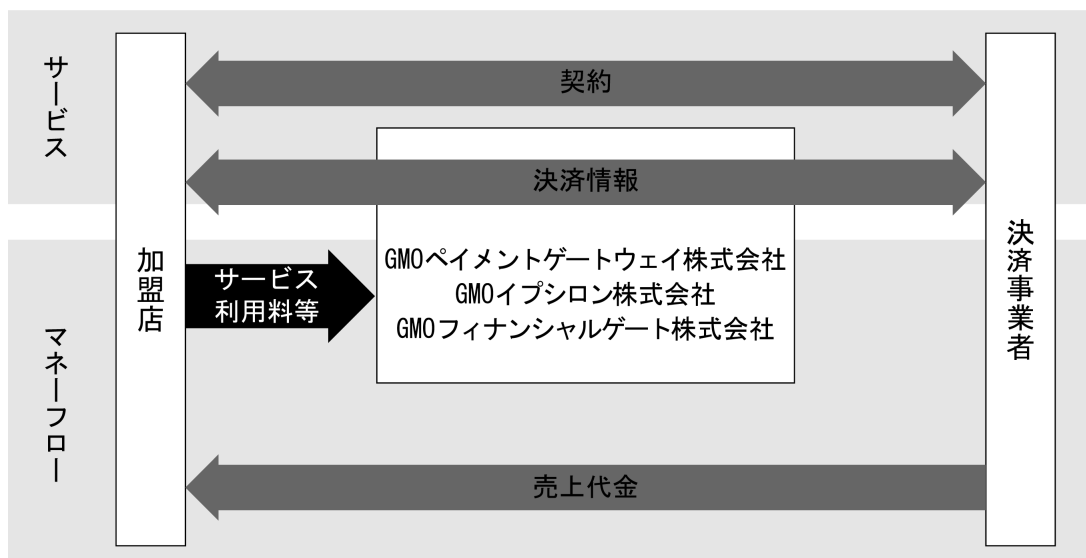 サービス
契約
決済情報
加盟店
サービス
利用料等
GMOペイメントゲートウェイ株式会社
GMOイプシロン株式会社
GMOフィナンシャルゲート株式会社
決済事業者
マネーフロー
売上代金